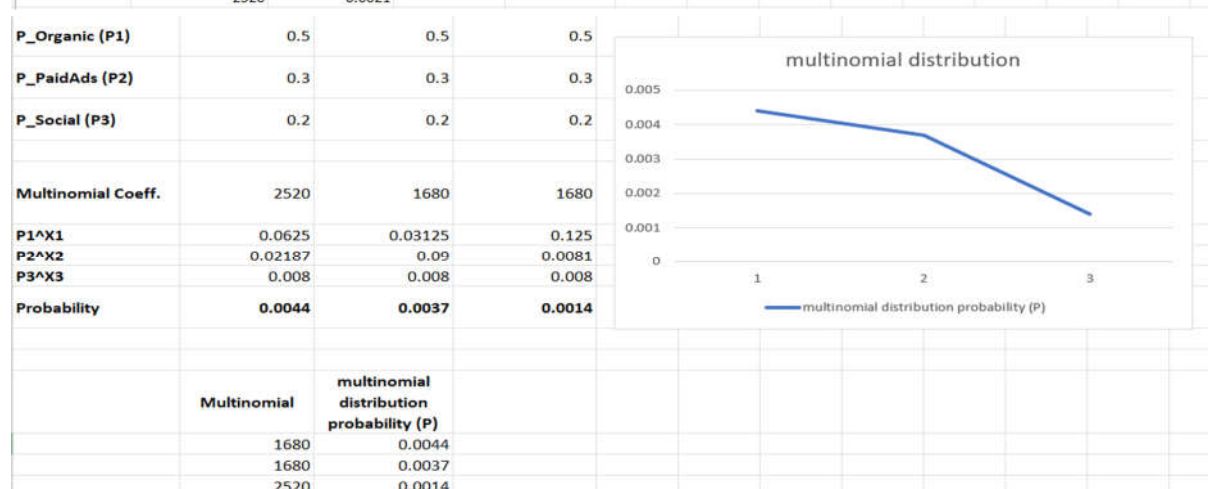 2520 0.0021
P_Organic (P1) 0.5 0.5 0.5
P_PaidAds (P2) 0.3 0.3 0.3
P_Social (P3) 0.2 0.2 0.2
Multinomial Coeff. 2520 1680 1680
P1^X1 0.0625 0.03125 0.125
P2^X2 0.02187 0.09 0.0081
P3^X3 0.008 0.008 0.008
Probability 0.0044 0.0037 0.0014
multinomial distribution
0.005
0.004
0.003
0.002
0.001
0
1 2 3
multinomial distribution probability (P)
Multinomial
multinomial
distribution
probability (P)
1680 0.0044
1680 0.0037
2520 0.0014